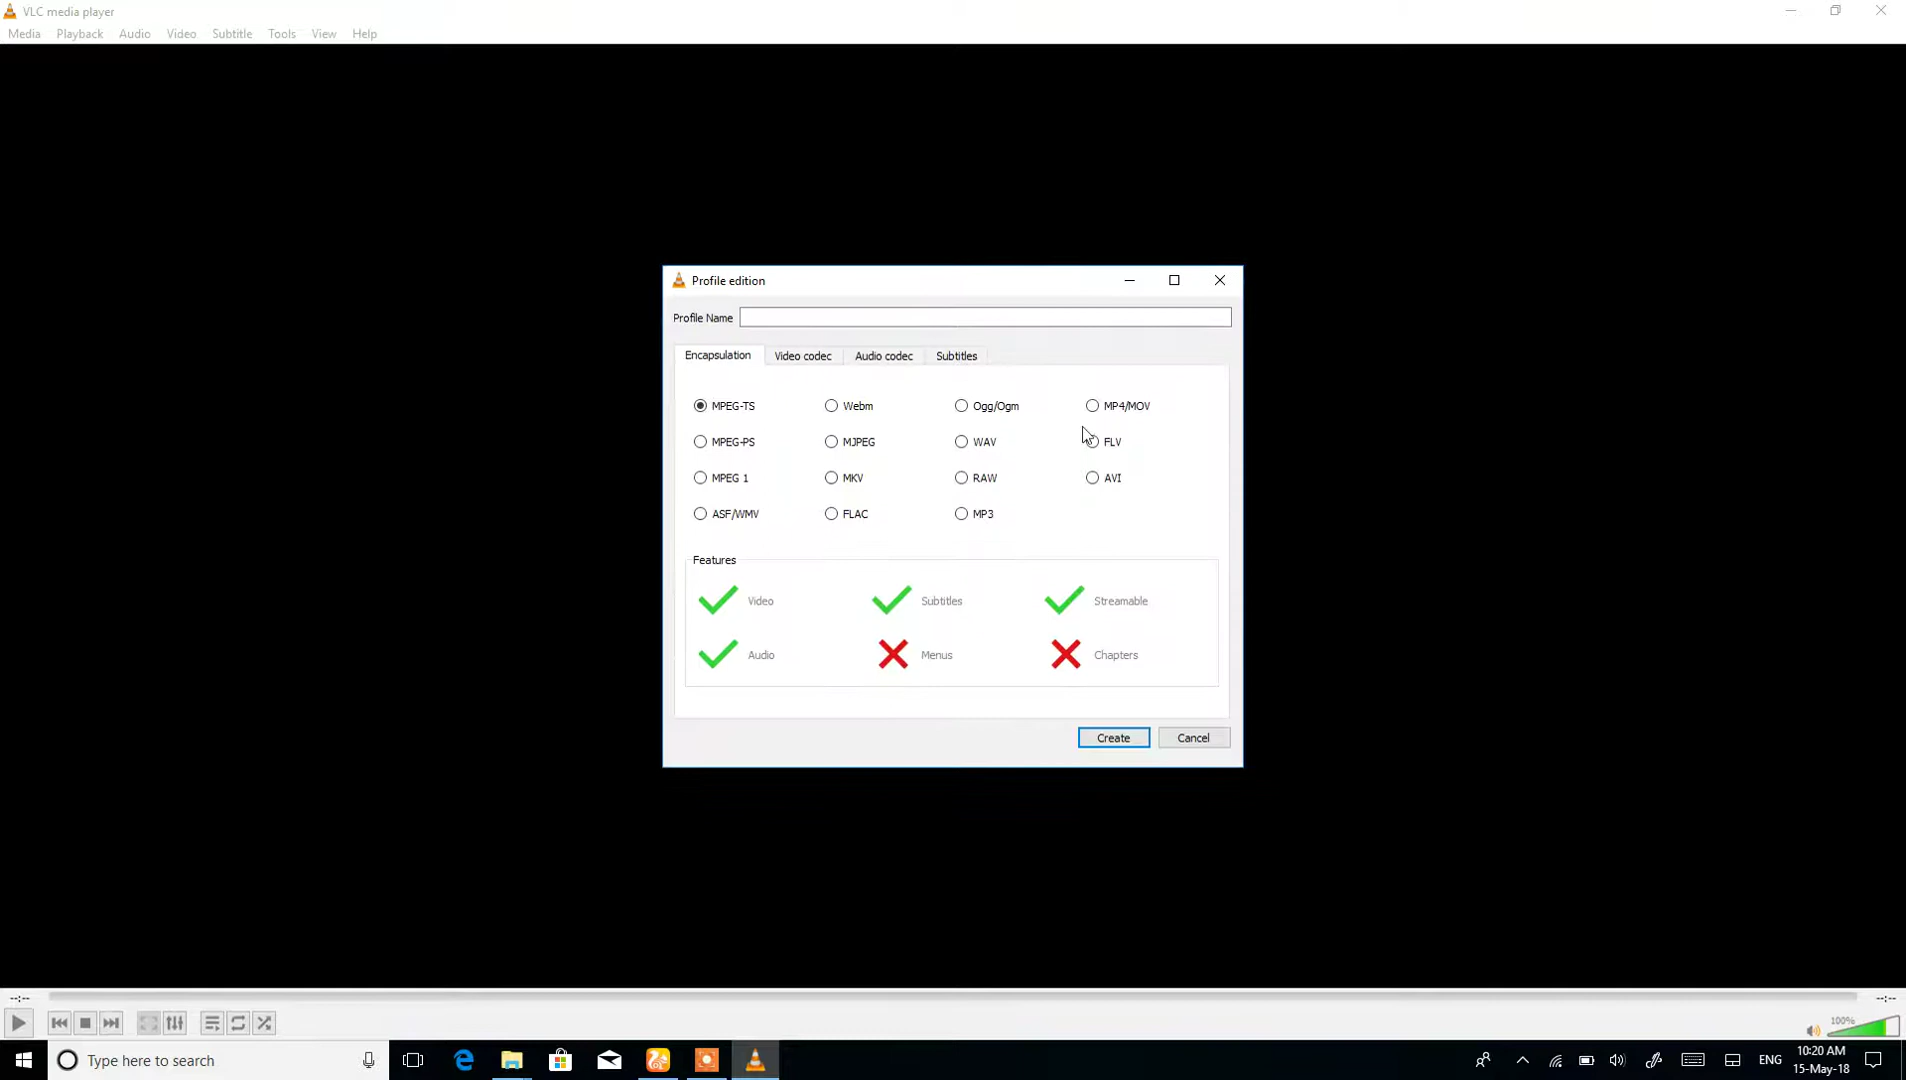 VLC media player
Media Playback Audio Video Subtitle Tools View Help
Profile edition
Profile Name
Encapsulation Video codec Audio codec Subtitles
MPEG-TS Webm Ogg/Ogm MP4/MOV
MPEG-PS MJPEG WAV FLV
MPEG 1 MKV RAW AVI
ASF/WMV FLAC MP3
Features
Video Subtitles Streamable
Audio Menus Chapters
Create Cancel
--:-- --:--
100%
Type here to search
ENG
10:20 AM
15-May-18